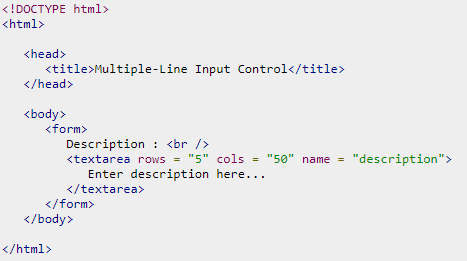 <!DOCTYPE html>
<html>
<head>
<title>Multiple-Line Input Control</title>
</head>
<body>
<form>
Description : <br />
<textarea rows = "5" cols = "50" name = "description">
Enter description here...
</textarea>
</form>
</body>
</html>